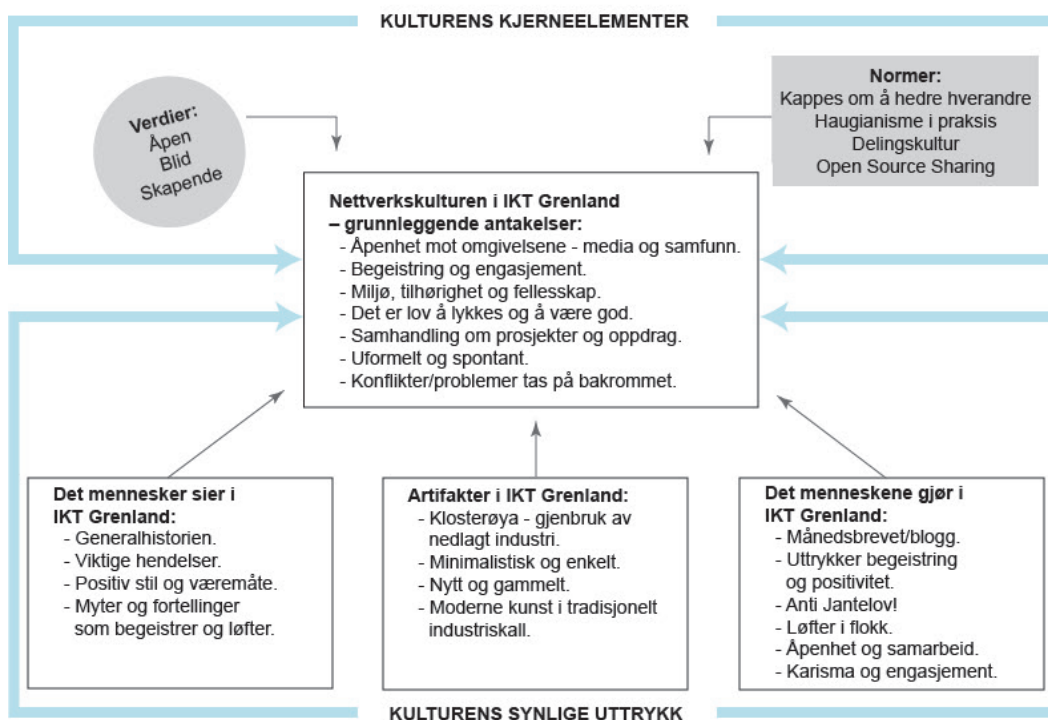 KULTURENS KJERNEELEMENTER
Verdier:
Åpen
Blid
Skapende
Normer:
Kappes om å hedre hverandre
Haugianisme i praksis
Delingskultur
Open Source Sharing
Nettverkskulturen i IKT Grenland
– grunnleggende antakelser:
- Åpenhet mot omgivelsene - media og samfunn.
- Begeistring og engasjement.
- Miljø, tilhørighet og fellesskap.
- Det er lov å lykkes og å være god.
- Samhandling om prosjekter og oppdrag.
- Uformelt og spontant.
- Konflikter/problemer tas på bakrommet.
Det mennesker sier i
IKT Grenland:
- Generalhistorien.
- Viktige hendelser.
- Positiv stil og væremåte.
- Myter og fortellinger
som begeistrer og løfter.
Artifakter i IKT Grenland:
- Klosterøya - gjenbruk av
nedlagt industri.
- Minimalistisk og enkelt.
- Nytt og gammelt.
- Moderne kunst i tradisjonelt
industriskall.
Det menneskene gjør i
IKT Grenland:
- Månedsbrevet/blogg.
- Uttrykker begeistring
og positivitet.
- Anti Jantelov!
- Løfter i flokk.
- Åpenhet og samarbeid.
- Karisma og engasjement.
KULTURENS SYNLIGE UTTRYKK